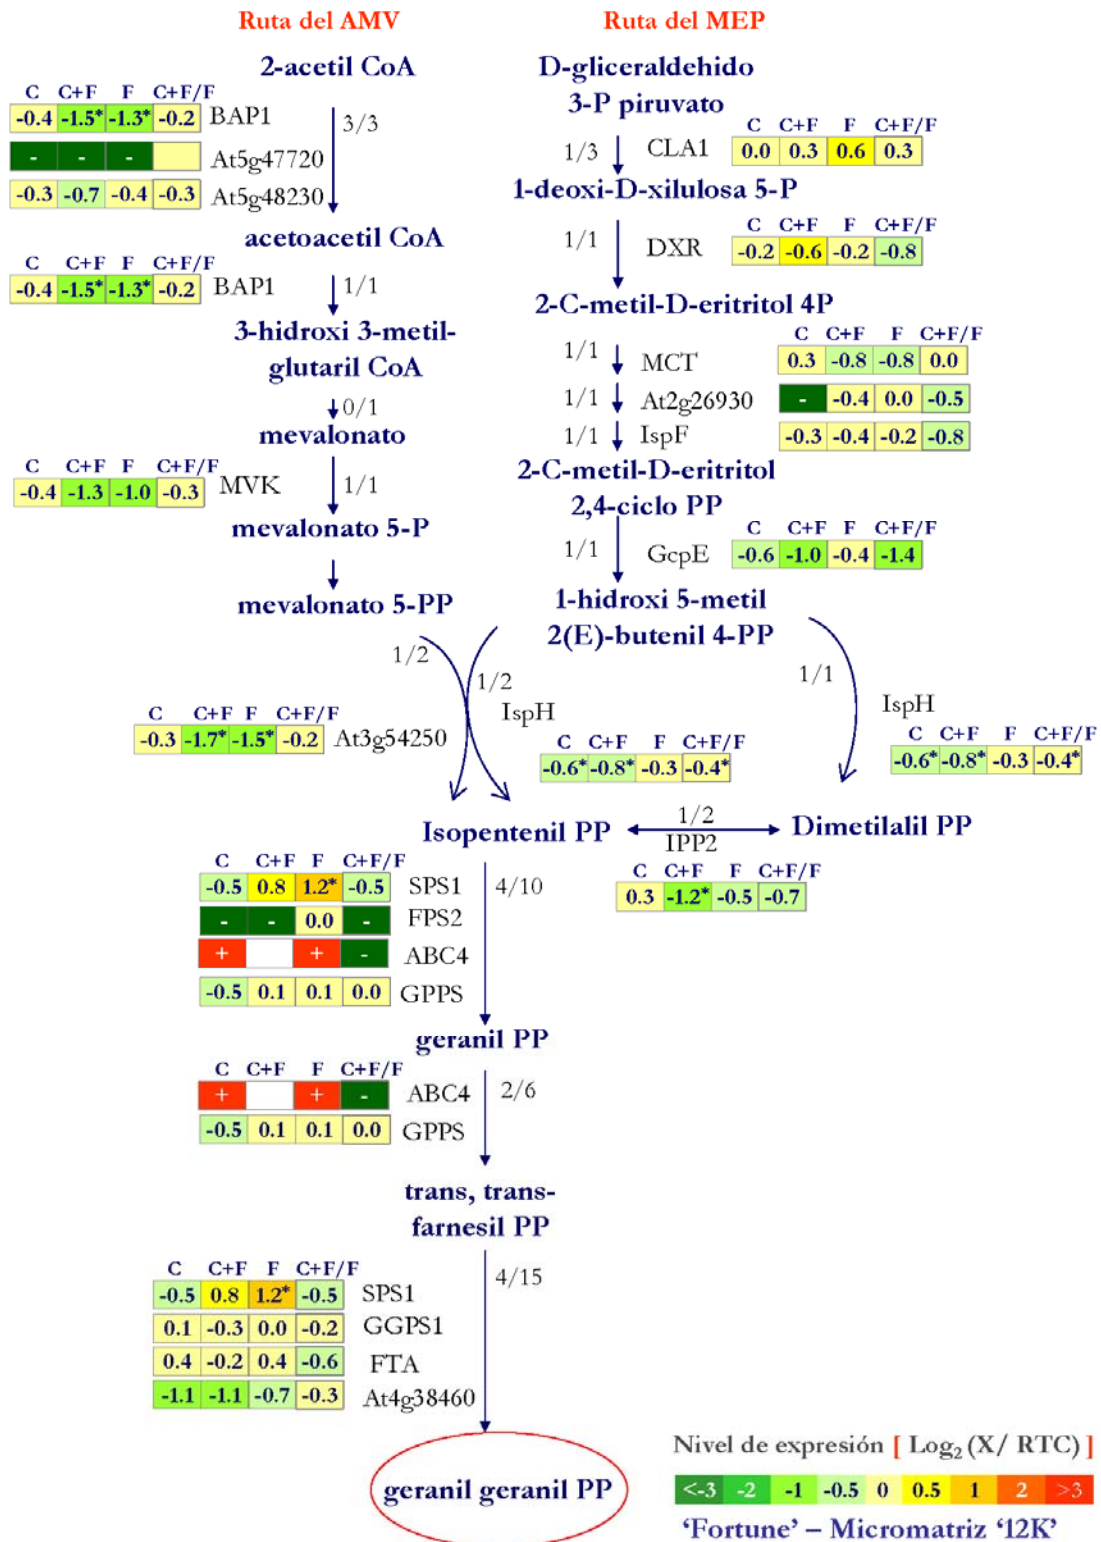 Ruta del AMV
Ruta del MEP
2-acetil CoA
D-gliceraldehido
3-P piruvato
C C+F F C+F/F
-0.4 -1.5* -1.3* -0.2 BAP1
- - - At5g47720
-0.3 -0.7 -0.4 -0.3 At5g48230
3/3
1/3
CLA1
C C+F F C+F/F
0.0 0.3 0.6 0.3
1-deoxi-D-xilulosa 5-P
acetoacetil CoA
1/1
DXR
C C+F F C+F/F
-0.2 -0.6 -0.2 -0.8
C C+F F C+F/F
-0.4 -1.5* -1.3* -0.2 BAP1
1/1
2-C-metil-D-eritritol 4P
3-hidroxi 3-metil-
glutaril CoA
C C+F F C+F/F
1/1 MCT 0.3 -0.8 -0.8 0.0
1/1 At2g26930 - -0.4 0.0 -0.5
1/1 IspF -0.3 -0.4 -0.2 -0.8
0/1
mevalonato
2-C-metil-D-eritritol
2,4-ciclo PP
C C+F F C+F/F
-0.4 -1.3 -1.0 -0.3 MVK
1/1
mevalonato 5-P
1/1
GcpE
C C+F F C+F/F
-0.6 -1.0 -0.4 -1.4
mevalonato 5-PP
1-hidroxi 5-metil
2(E)-butenil 4-PP
1/2
1/2
IspH
1/1
IspH
C C+F F C+F/F
-0.3 -1.7* -1.5* -0.2 At3g54250
C C+F F C+F/F
-0.6* -0.8* -0.3 -0.4*
C C+F F C+F/F
-0.6* -0.8* -0.3 -0.4*
Isopentenil PP
1/2
IPP2
Dimetilalil PP
C C+F F C+F/F
0.3 -1.2* -0.5 -0.7
C C+F F C+F/F
-0.5 0.8 1.2* -0.5 SPS1
- - 0.0 - FPS2
+ + - ABC4
-0.5 0.1 0.1 0.0 GPPS
4/10
geranil PP
C C+F F C+F/F
+ + - ABC4
-0.5 0.1 0.1 0.0 GPPS
2/6
trans, trans-
farnesil PP
C C+F F C+F/F
-0.5 0.8 1.2* -0.5 SPS1
0.1 -0.3 0.0 -0.2 GGPS1
0.4 -0.2 0.4 -0.6 FTA
-1.1 -1.1 -0.7 -0.3 At4g38460
4/15
geranil geranil PP
Nivel de expresión [ Log₂ (X/ RTC) ]
<-3 -2 -1 -0.5 0 0.5 1 2 >3
‘Fortune’ – Micromatriz ‘12K’